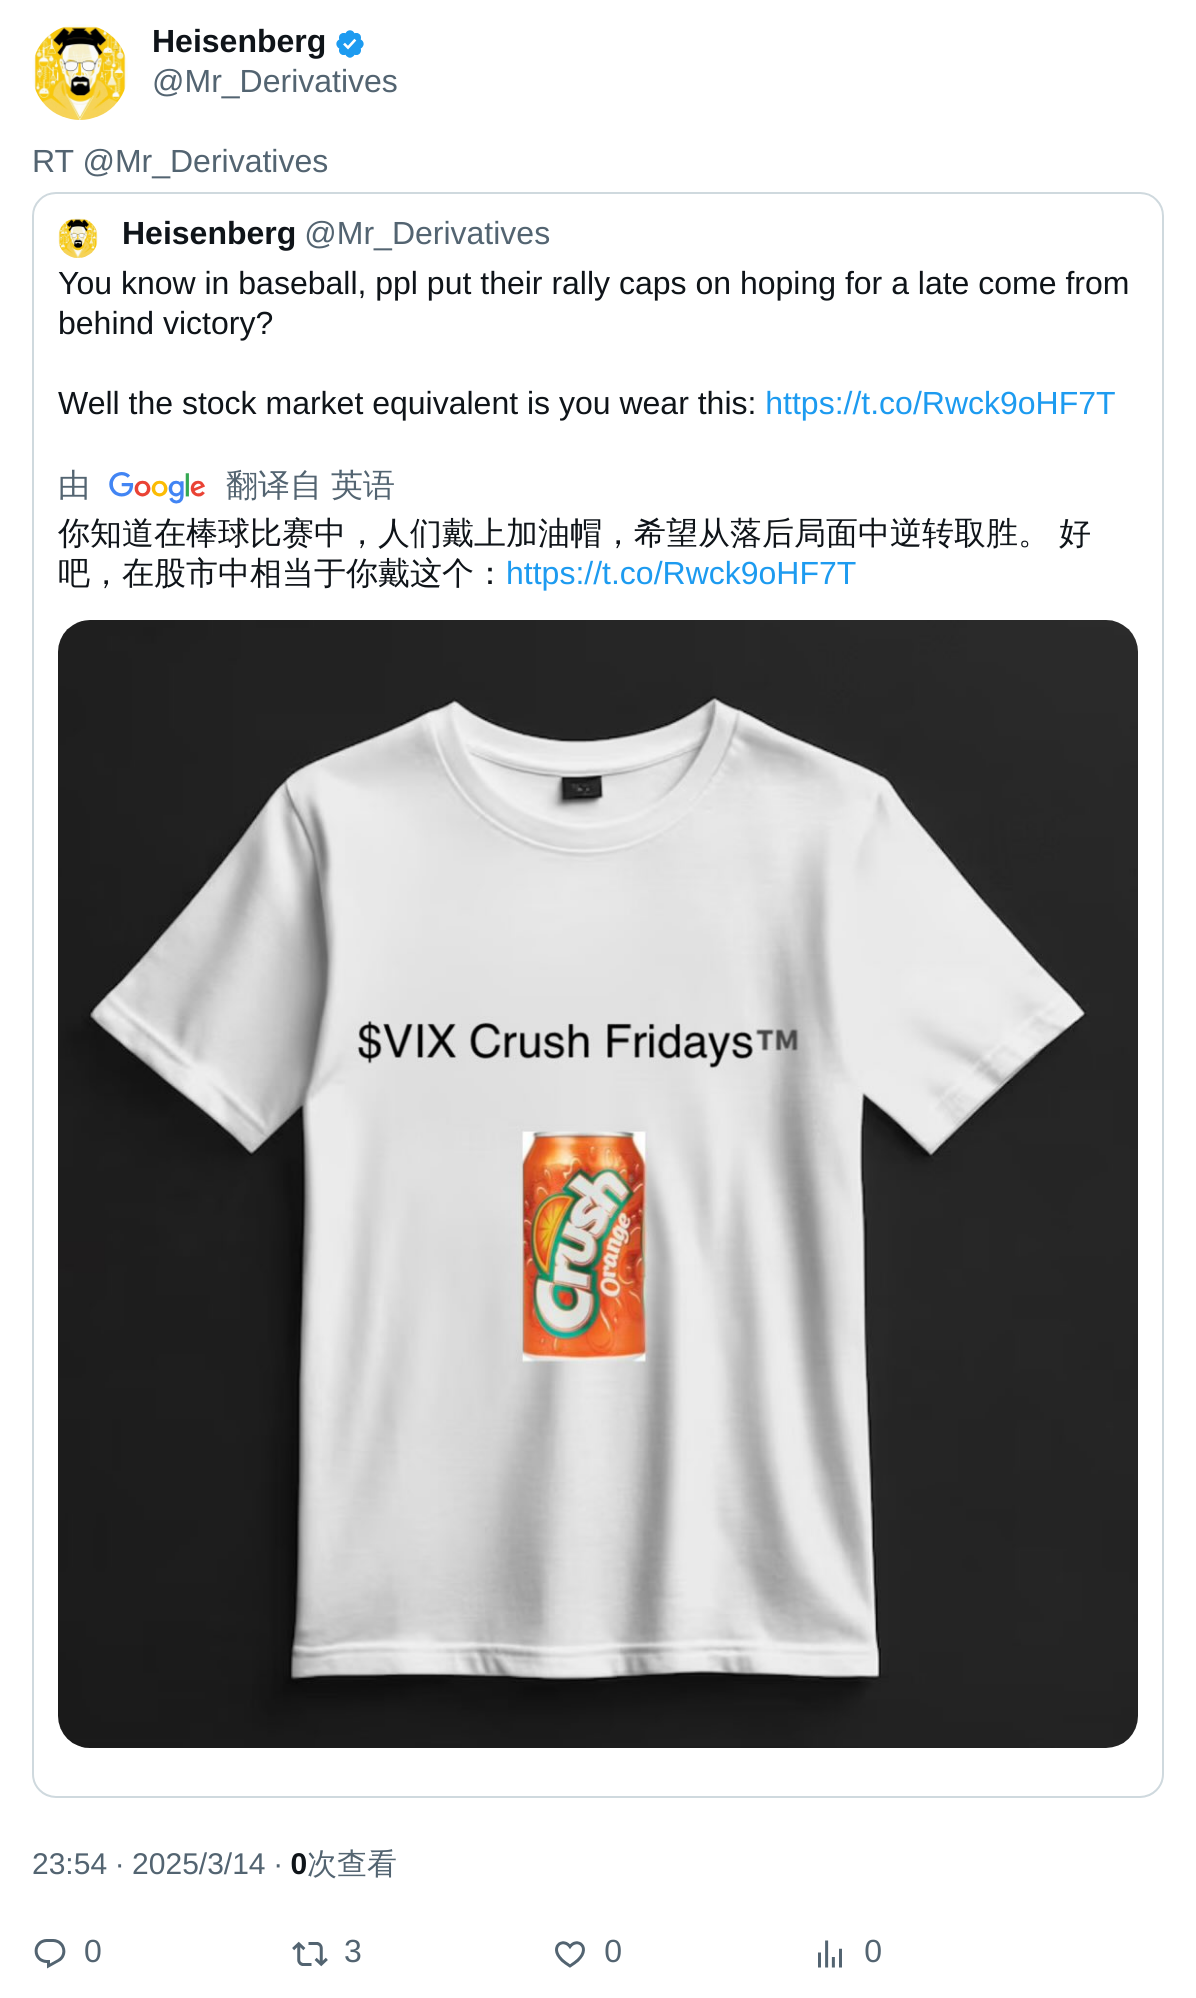 Heisenberg
@Mr_Derivatives
RT @Mr_Derivatives
Heisenberg @Mr_Derivatives
You know in baseball, ppl put their rally caps on hoping for a late come from
behind victory?
Well the stock market equivalent is you wear this: https://t.co/Rwck9oHF7T
由 Google 翻译自 英语
你知道在棒球比赛中，人们戴上加油帽，希望从落后局面中逆转取胜。 好
吧，在股市中相当于你戴这个：https://t.co/Rwck9oHF7T
$VIX Crush Fridays™
Crush
Orange
23:54 · 2025/3/14 · 0次查看
0 3 0 0